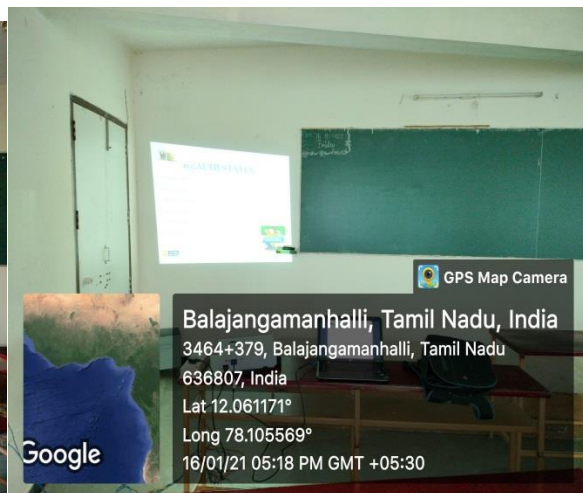 HEALTH STATUS
GPS Map Camera
Balajangamanhalli, Tamil Nadu, India
3464+379, Balajangamanhalli, Tamil Nadu
636807, India
Lat 12.061171°
Long 78.105569°
16/01/21 05:18 PM GMT +05:30
Google